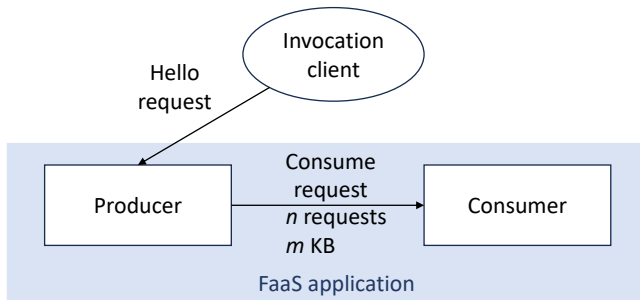 Invocation
client
Hello
request
Producer
Consume
request
n requests
m KB
Consumer
FaaS application